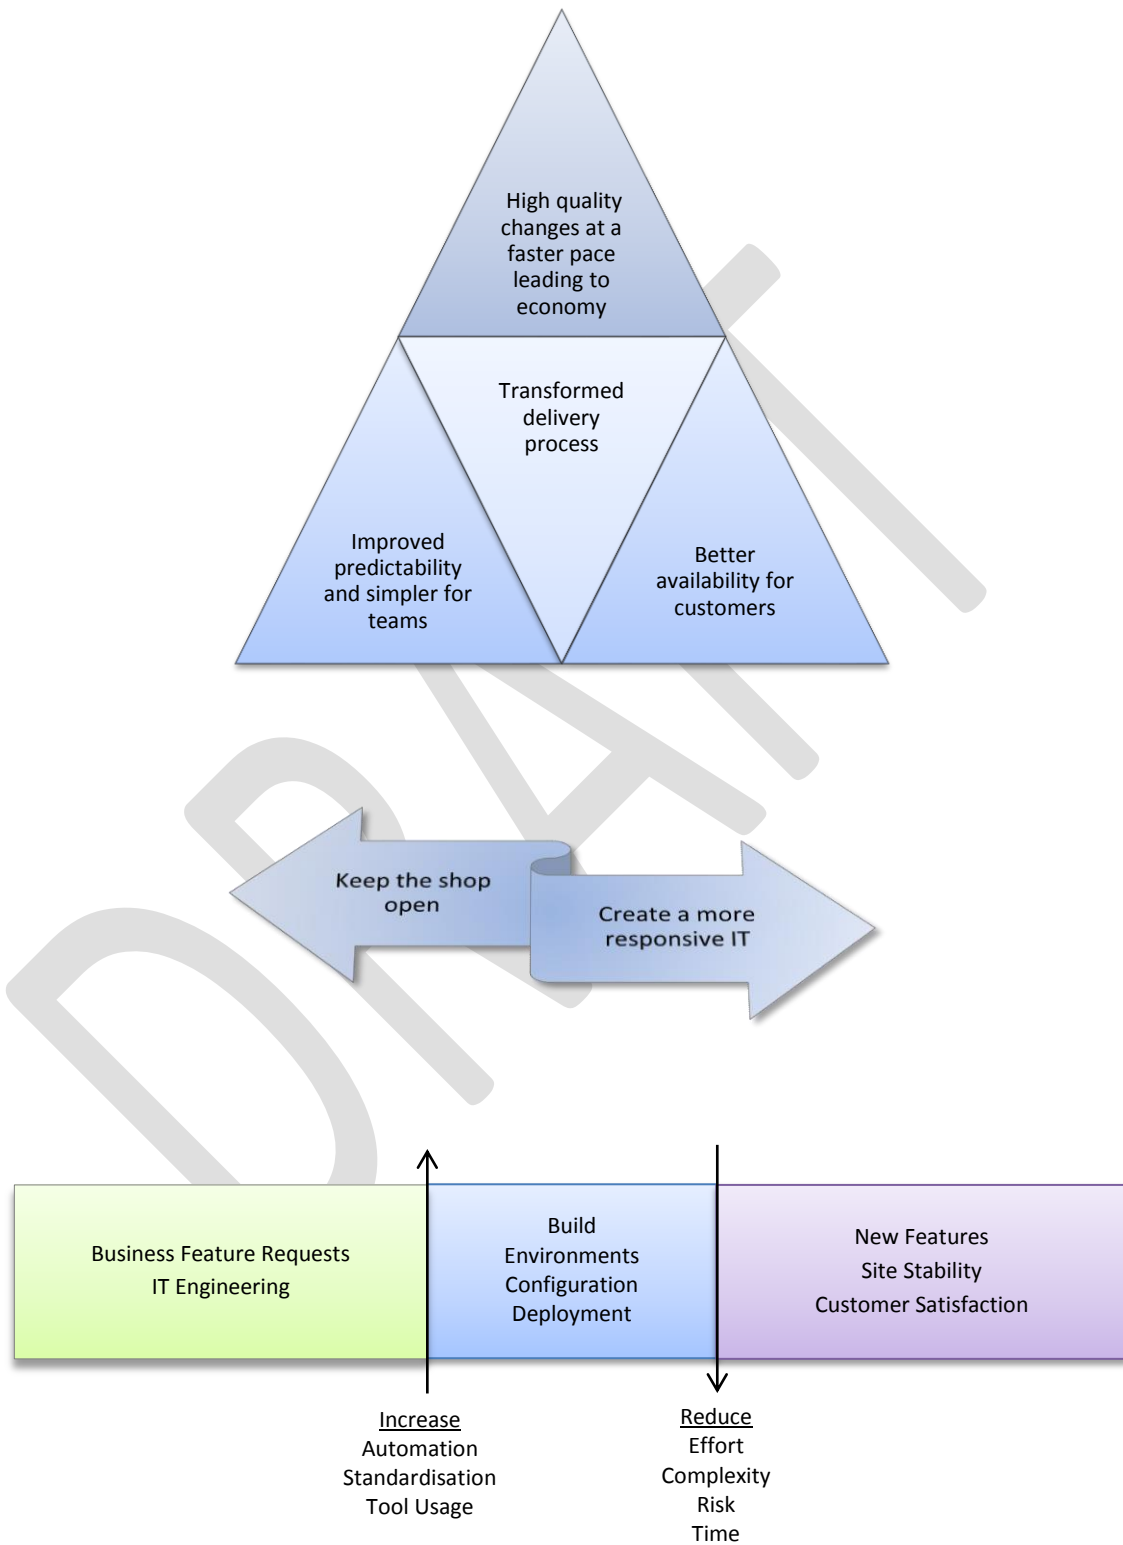 High quality
changes at a
faster pace
leading to
economy
Transformed
delivery
process
Improved
predictability
and simpler for
teams
Better
availability for
customers
DRAFT
Keep the shop
open
Create a more
responsive IT
Business Feature Requests
IT Engineering
Build
Environments
Configuration
Deployment
New Features
Site Stability
Customer Satisfaction
Increase
Automation
Standardisation
Tool Usage
Reduce
Effort
Complexity
Risk
Time